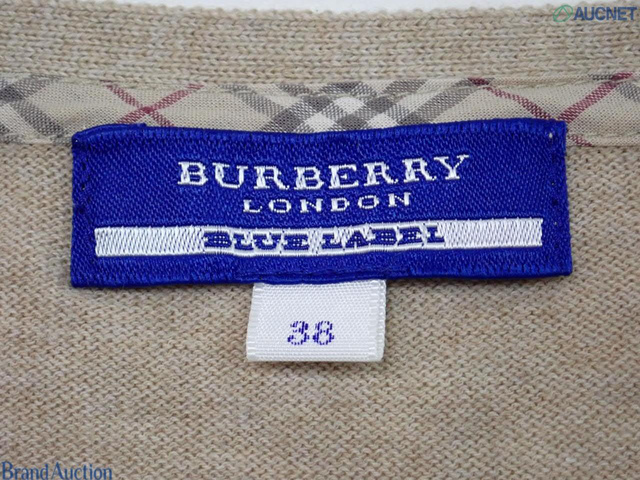 AUCNET
BURBERRY
LONDON
BLUE LABEL
38
Brand Auction